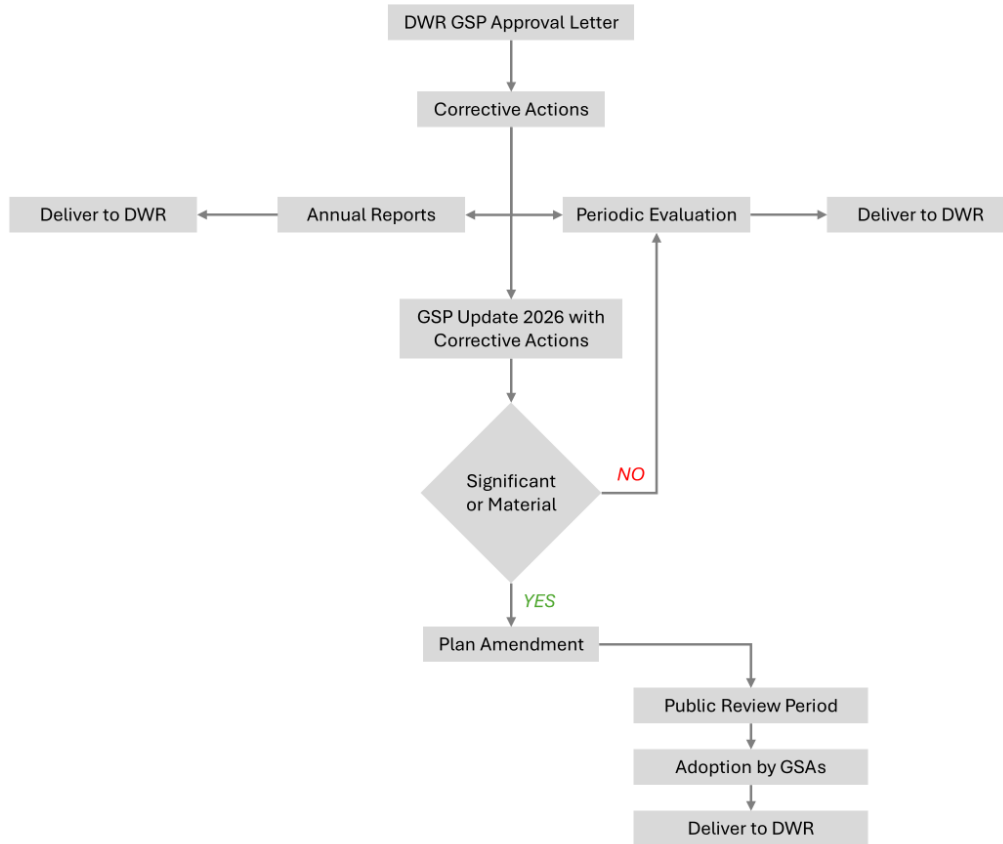 DWR GSP Approval Letter
Corrective Actions
Deliver to DWR
Annual Reports
Periodic Evaluation
Deliver to DWR
GSP Update 2026 with
Corrective Actions
Significant
or Material
NO
YES
Plan Amendment
Public Review Period
Adoption by GSAs
Deliver to DWR